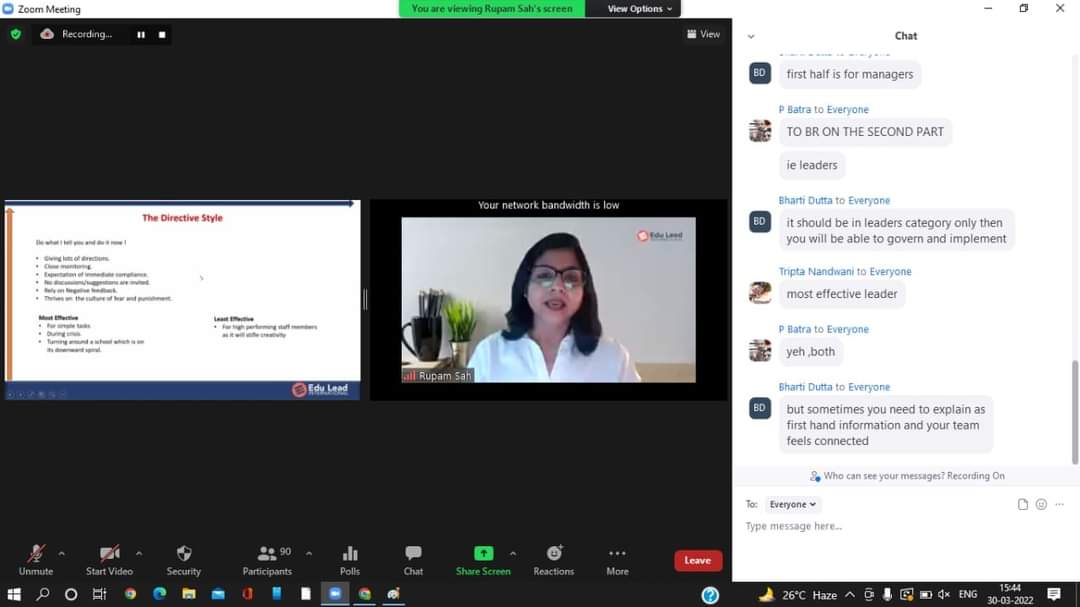 Zoom Meeting
You are viewing Rupam Sah's screen
View Options
Recording...
View
The Directive Style
Do what I tell you and do it now !
• Giving lots of directions.
• Close monitoring.
• Expectation of immediate compliance.
• No discussions/suggestions are invited.
• Rely on Negative feedback.
• Thrives on the culture of fear and punishment.
Most Effective
• For simple tasks
• During crisis.
• Turning around a school which is on
its downward spiral.
Least Effective
• For high performing staff members
as it will stifle creativity
Edu Lead
INTERNATIONAL
Your network bandwidth is low
Edu Lead
Rupam Sah
Chat
BD
first half is for managers
P Batra to Everyone
TO BR ON THE SECOND PART
ie leaders
Bharti Dutta to Everyone
BD
it should be in leaders category only then
you will be able to govern and implement
Tripta Nandwani to Everyone
most effective leader
P Batra to Everyone
yeh ,both
Bharti Dutta to Everyone
BD
but sometimes you need to explain as
first hand information and your team
feels connected
Who can see your messages? Recording On
To: Everyone
Type message here...
Unmute
Start Video
Security
90
Participants
Polls
Chat
Share Screen
Reactions
More
Leave
26°C Haze
ENG
15:44
30-03-2022